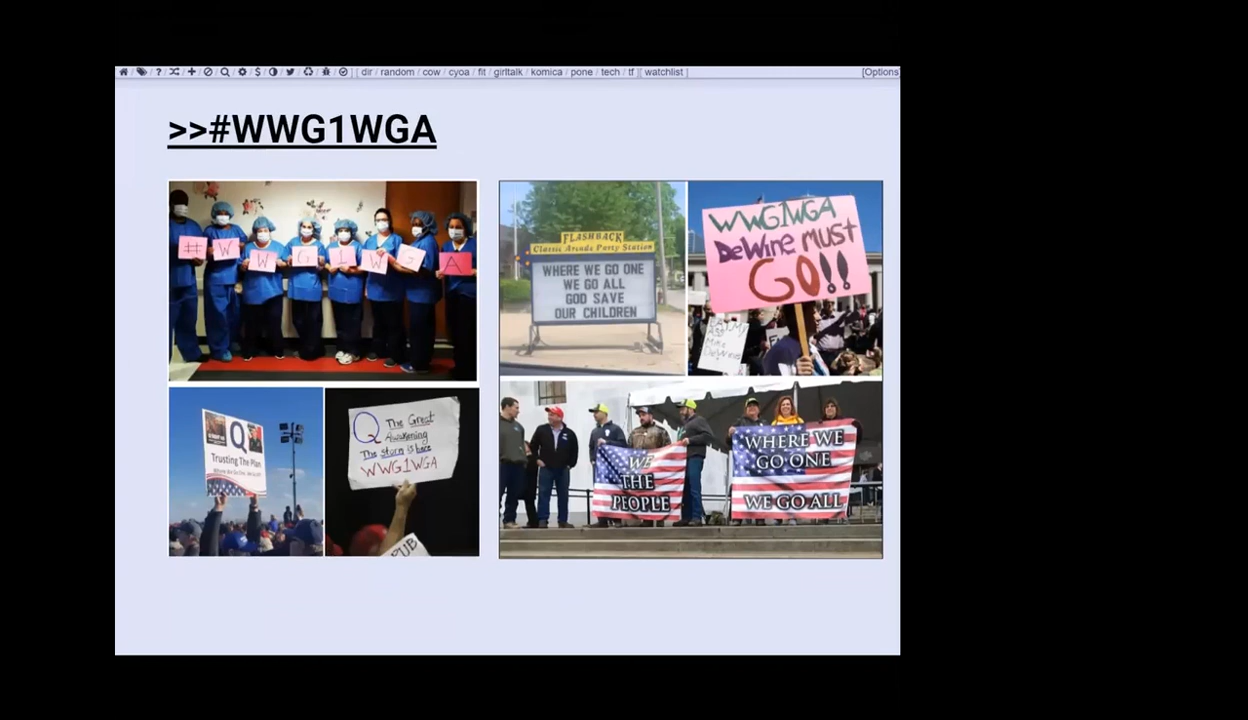 / / ? / / / / / / $ / / / / / [ dir / random / cow / cyoa / fit / girltalk / komica / pone / tech / tf ][ watchlist ]
[Options
>>#WWG1WGA
# W W G 1 W G A
FLASHBACK
Classic Arcade Party Station
WHERE WE GO ONE
WE GO ALL
GOD SAVE
OUR CHILDREN
WWG1WGA
DeWine MUST
GO!!
Q
Trusting The Plan
Q The Great
Awakening
The storm is here
WWG1WGA
PUB
WE
THE
PEOPLE
WHERE WE
GO ONE
WE GO ALL